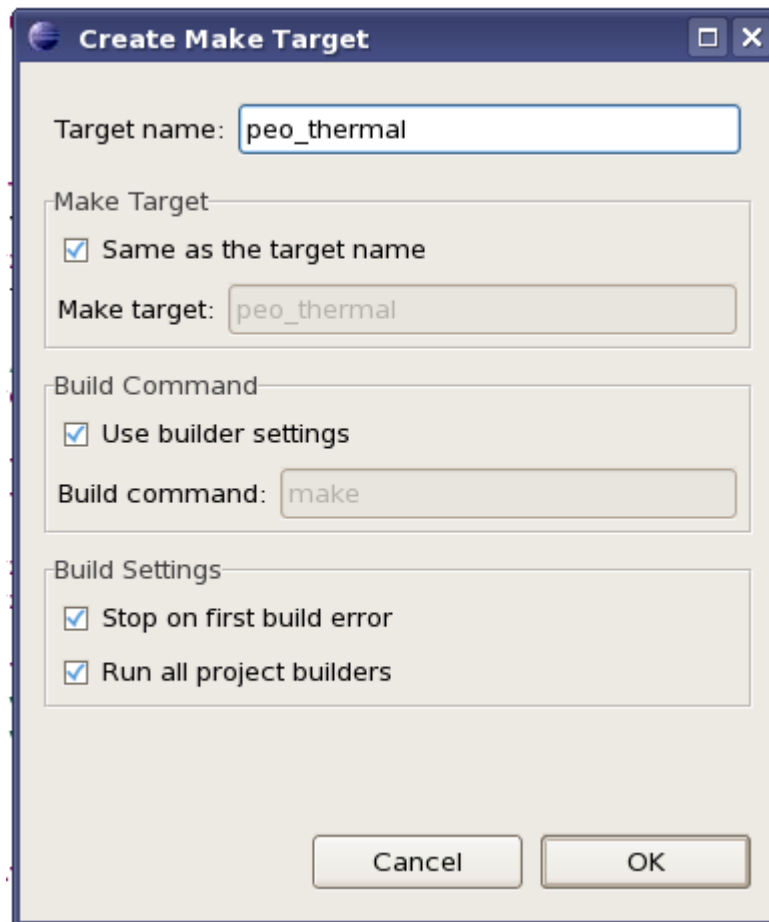 Create Make Target
Target name: peo_thermal
Make Target
Same as the target name
Make target: peo_thermal
Build Command
Use builder settings
Build command: make
Build Settings
Stop on first build error
Run all project builders
Cancel OK